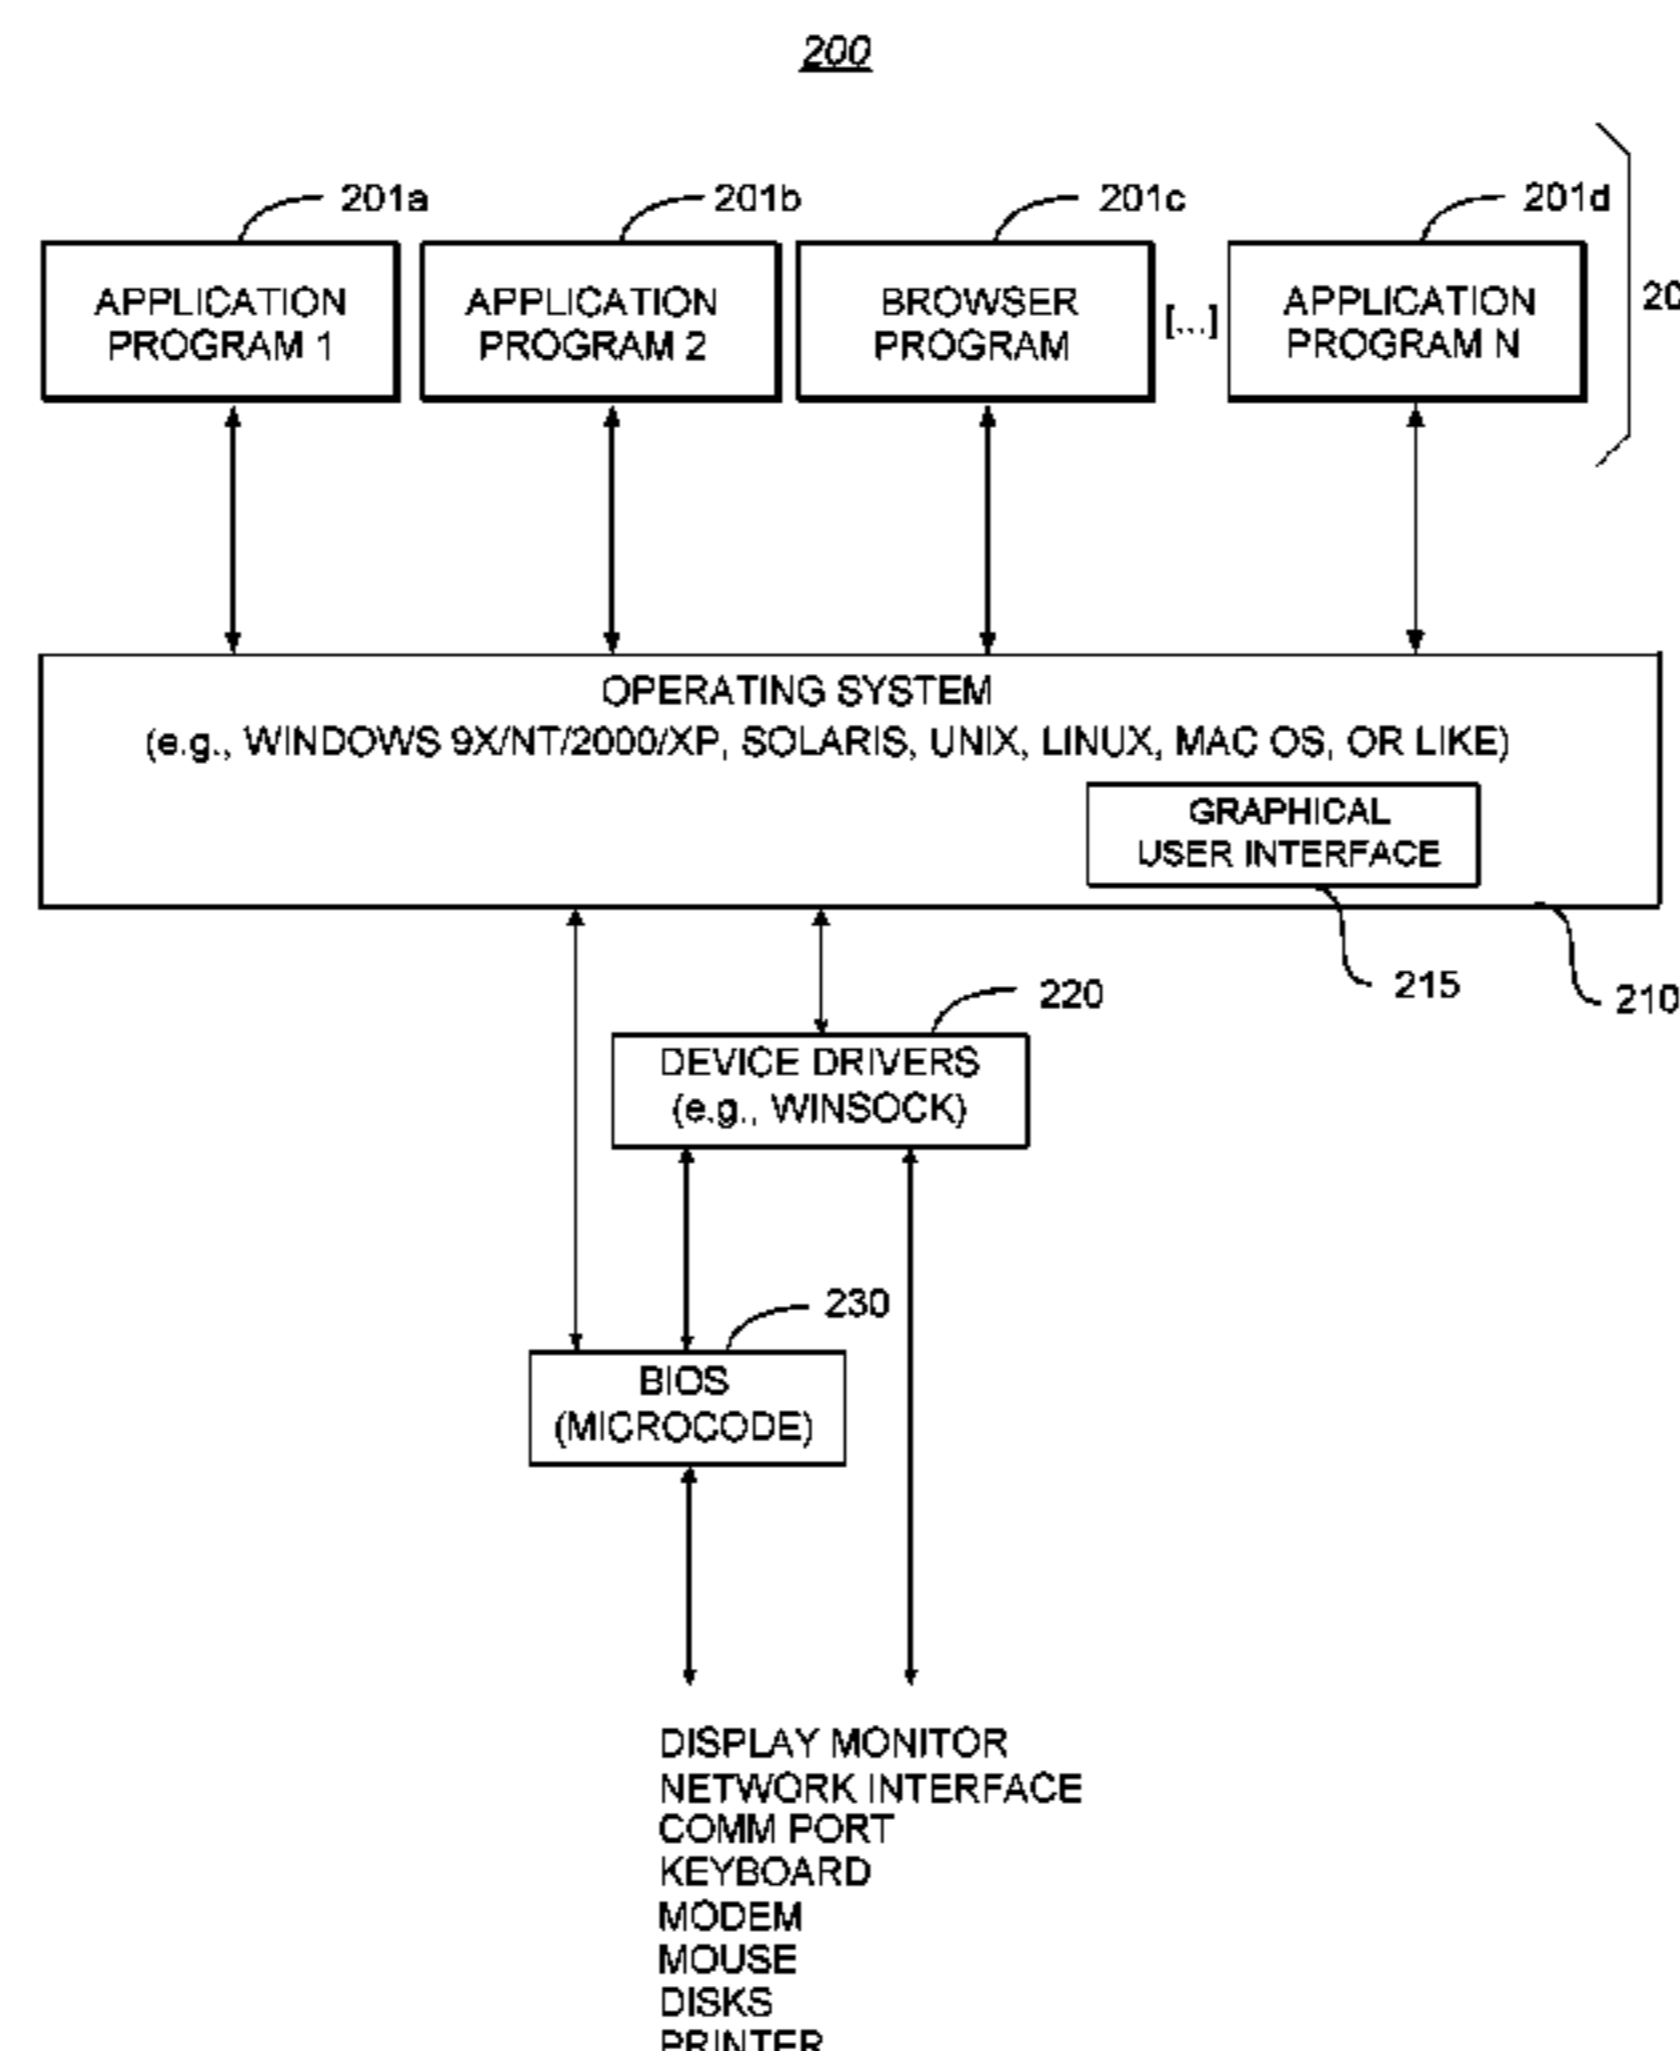 200
201a
201b
201c
201d
APPLICATION
PROGRAM 1
APPLICATION
PROGRAM 2
BROWSER
PROGRAM
[...]
APPLICATION
PROGRAM N
OPERATING SYSTEM
(e.g., WINDOWS 9X/NT/2000/XP, SOLARIS, UNIX, LINUX, MAC OS, OR LIKE)
GRAPHICAL
USER INTERFACE
215
210
220
DEVICE DRIVERS
(e.g., WINSOCK)
230
BIOS
(MICROCODE)
DISPLAY MONITOR
NETWORK INTERFACE
COMM PORT
KEYBOARD
MODEM
MOUSE
DISKS
PRINTER